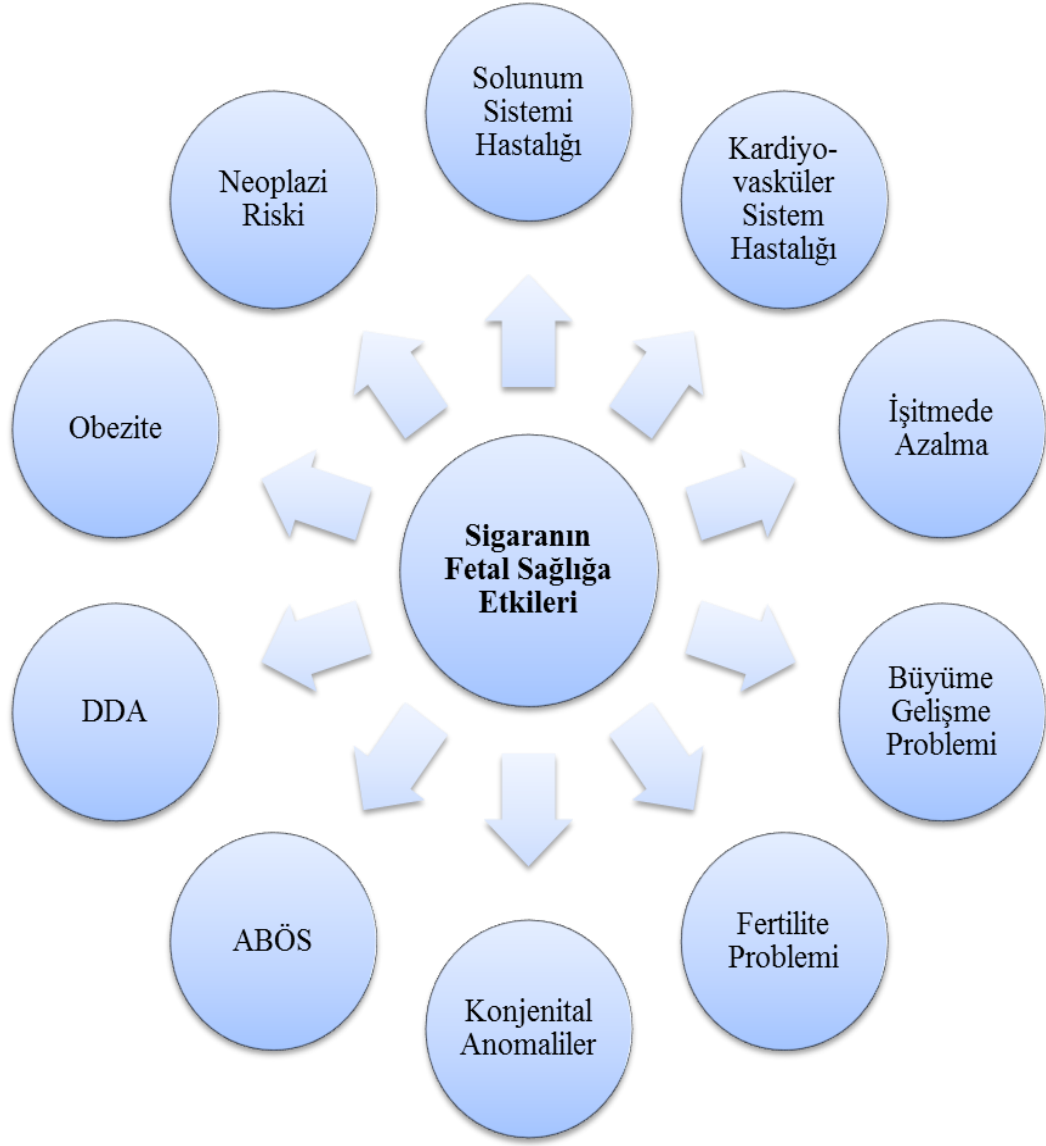 Solunum
Sistemi
Hastalığı
Kardiyo-
vasküler
Sistem
Hastalığı
İşitmede
Azalma
Büyüme
Gelişme
Problemi
Fertilite
Problemi
Konjenital
Anomaliler
ABÖS
DDA
Obezite
Neoplazi
Riski
Sigaranın
Fetal Sağlığa
Etkileri